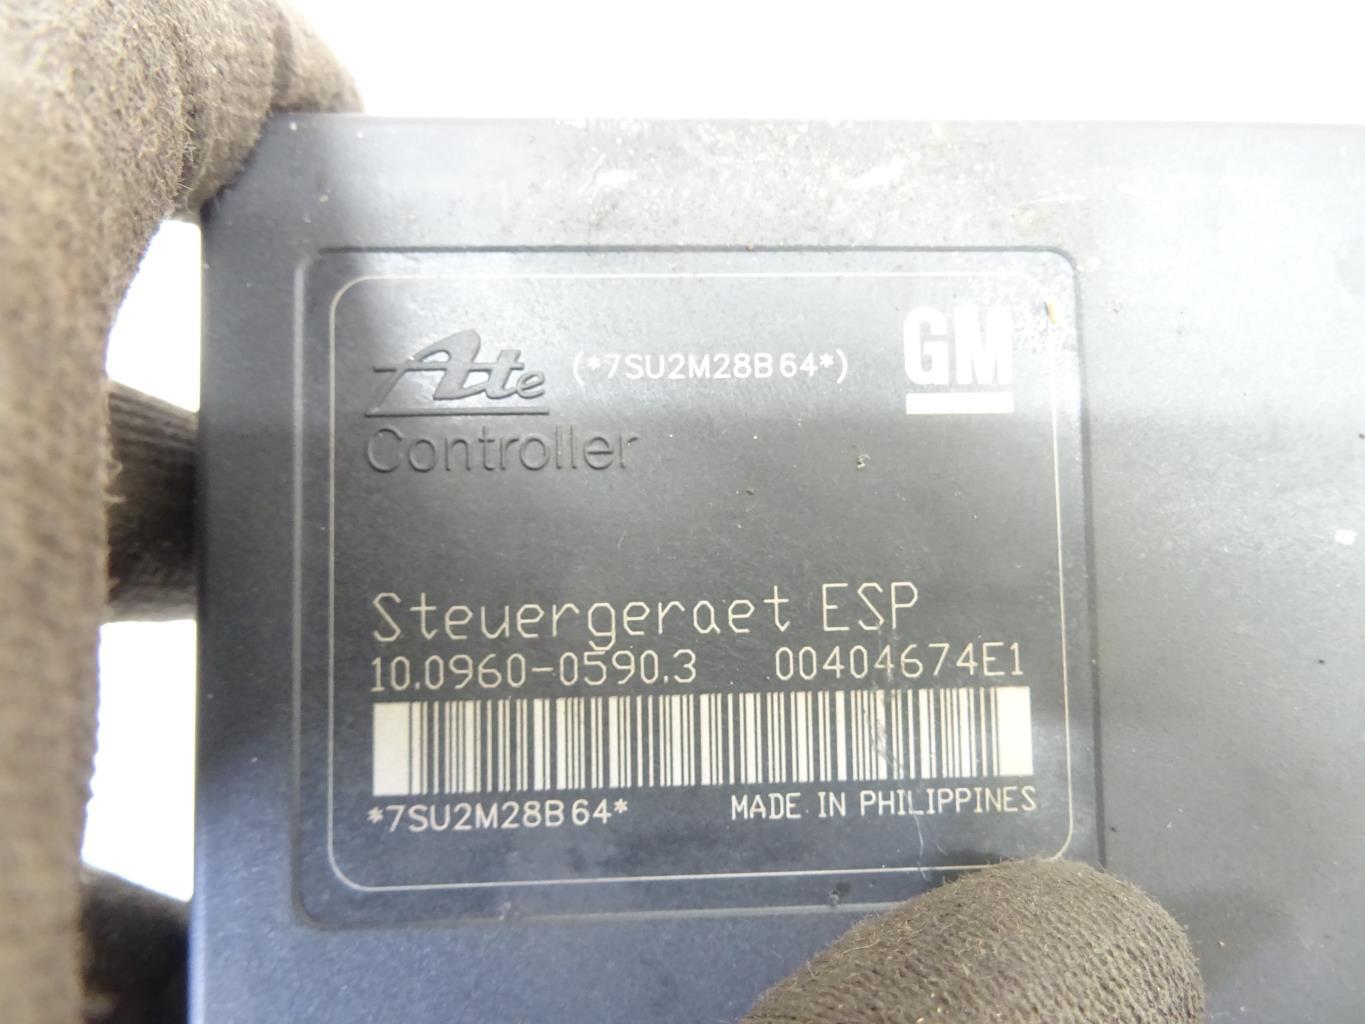 Ate (*7SU2M28B64*) GM
Controller
Steuergeraet ESP
10.0960-0590.3 00404674E1
*7SU2M28B64* MADE IN PHILIPPINES